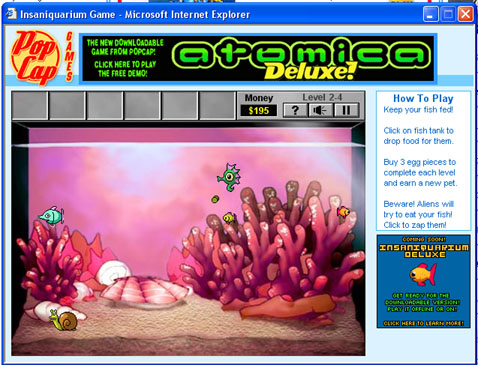 Insaniquarium Game - Microsoft Internet Explorer
Pop
Cap
GAMES
THE NEW DOWNLOADABLE
GAME FROM POPCAP!
CLICK HERE TO PLAY
THE FREE DEMO!
atomica
Deluxe!
Money
$195
Level 2-4
?
How To Play
Keep your fish fed!
Click on fish tank to
drop food for them.
Buy 3 egg pieces to
complete each level
and earn a new pet.
Beware! Aliens will
try to eat your fish!
Click to zap them!
COMING SOON!
INSANIQUARIUM
DELUXE
GET READY FOR THE
DOWNLOADABLE VERSION!
PLAY IT OFFLINE OR ON!
CLICK HERE TO LEARN MORE!